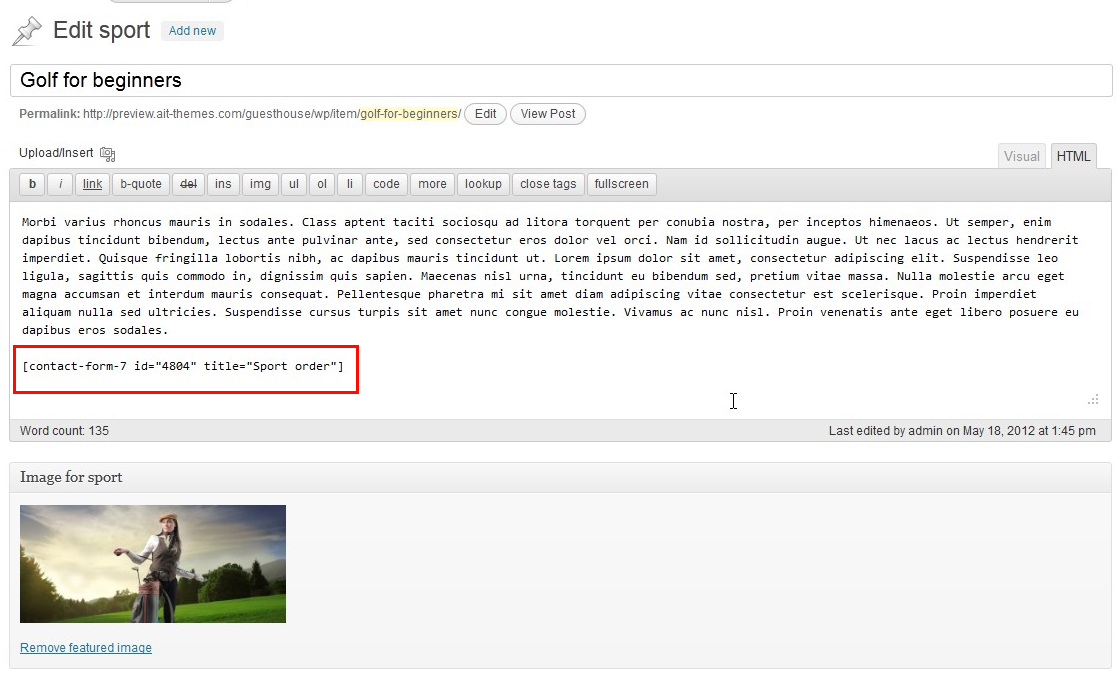 Edit sport Add new
Golf for beginners
Permalink: http://preview.ait-themes.com/guesthouse/wp/item/golf-for-beginners/ Edit View Post
Upload/Insert Visual HTML
b i link b-quote del ins img ul ol li code more lookup close tags fullscreen
Morbi varius rhoncus mauris in sodales. Class aptent taciti sociosqu ad litora torquent per conubia nostra, per inceptos himenaeos. Ut semper, enim
dapibus tincidunt bibendum, lectus ante pulvinar ante, sed consectetur eros dolor vel orci. Nam id sollicitudin augue. Ut nec lacus ac lectus hendrerit
imperdiet. Quisque fringilla lobortis nibh, ac dapibus mauris tincidunt ut. Lorem ipsum dolor sit amet, consectetur adipiscing elit. Suspendisse leo
ligula, sagittis quis commodo in, dignissim quis sapien. Maecenas nisl urna, tincidunt eu bibendum sed, pretium vitae massa. Nulla molestie arcu eget
magna accumsan et interdum mauris consequat. Pellentesque pharetra mi sit amet diam adipiscing vitae consectetur est scelerisque. Proin imperdiet
aliquam nulla sed ultricies. Suspendisse cursus turpis sit amet nunc congue molestie. Vivamus ac nunc nisl. Proin venenatis ante eget libero posuere eu
dapibus eros sodales.
[contact-form-7 id="4804" title="Sport order"]
Word count: 135 Last edited by admin on May 18, 2012 at 1:45 pm
Image for sport
Remove featured image